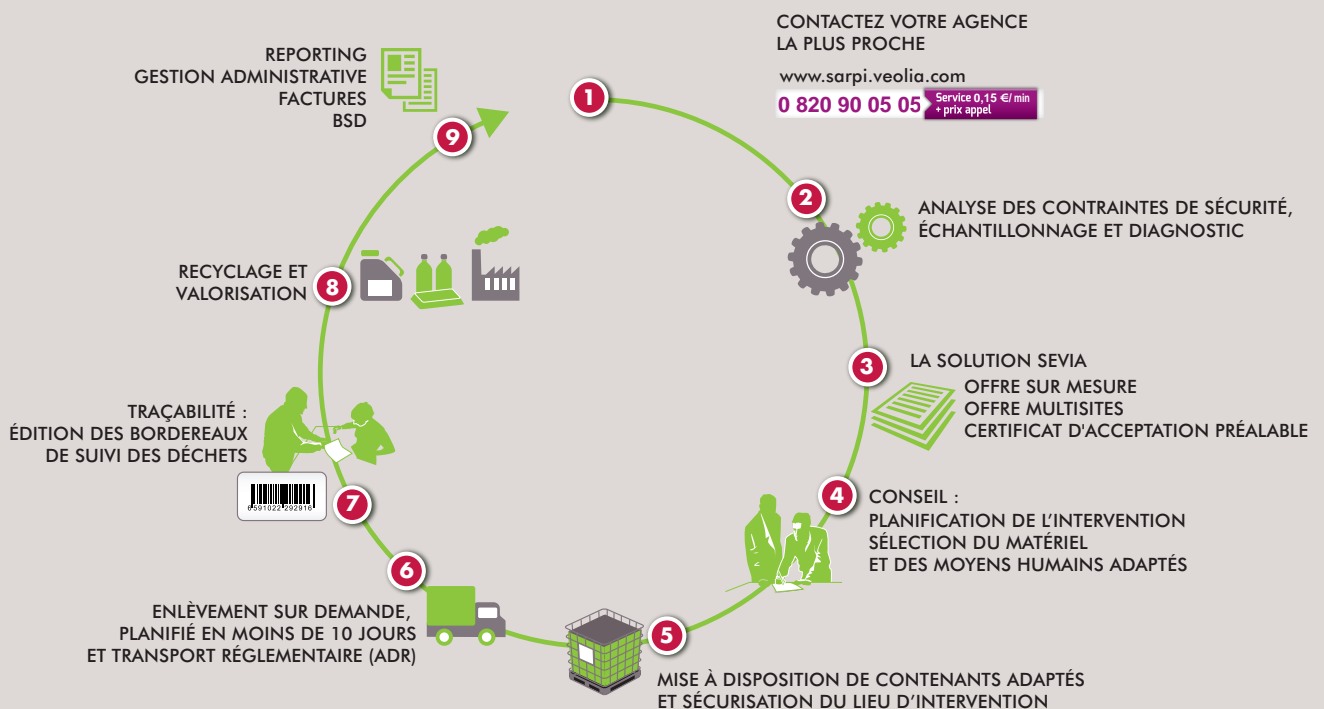 CONTACTEZ VOTRE AGENCE
LA PLUS PROCHE
www.sarpi.veolia.com
0 820 90 05 05
Service 0,15 €/ min
+ prix appel
1
2
ANALYSE DES CONTRAINTES DE SÉCURITÉ,
ÉCHANTILLONNAGE ET DIAGNOSTIC
3
LA SOLUTION SEVIA
OFFRE SUR MESURE
OFFRE MULTISITES
CERTIFICAT D'ACCEPTATION PRÉALABLE
4
CONSEIL :
PLANIFICATION DE L’INTERVENTION
SÉLECTION DU MATÉRIEL
ET DES MOYENS HUMAINS ADAPTÉS
5
MISE À DISPOSITION DE CONTENANTS ADAPTÉS
ET SÉCURISATION DU LIEU D’INTERVENTION
6
ENLÈVEMENT SUR DEMANDE,
PLANIFIÉ EN MOINS DE 10 JOURS
ET TRANSPORT RÉGLEMENTAIRE (ADR)
7
TRAÇABILITÉ :
ÉDITION DES BORDEREAUX
DE SUIVI DES DÉCHETS
6 591022 292916
8
RECYCLAGE ET
VALORISATION
9
REPORTING
GESTION ADMINISTRATIVE
FACTURES
BSD